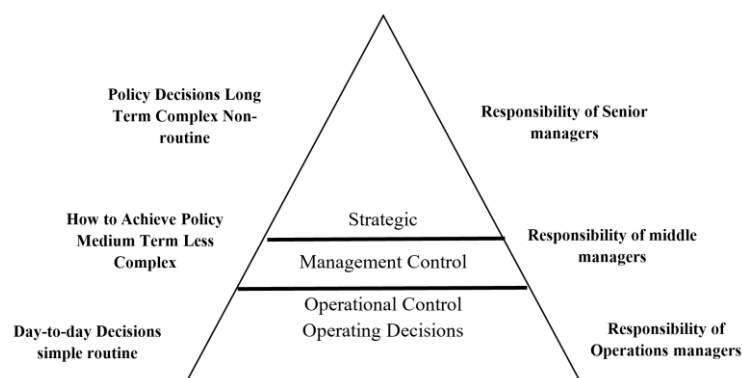 Policy Decisions Long
Term Complex Non-
routine
Responsibility of Senior
managers
How to Achieve Policy
Medium Term Less
Complex
Strategic
Management Control
Responsibility of middle
managers
Day-to-day Decisions
simple routine
Operational Control
Operating Decisions
Responsibility of
Operations managers